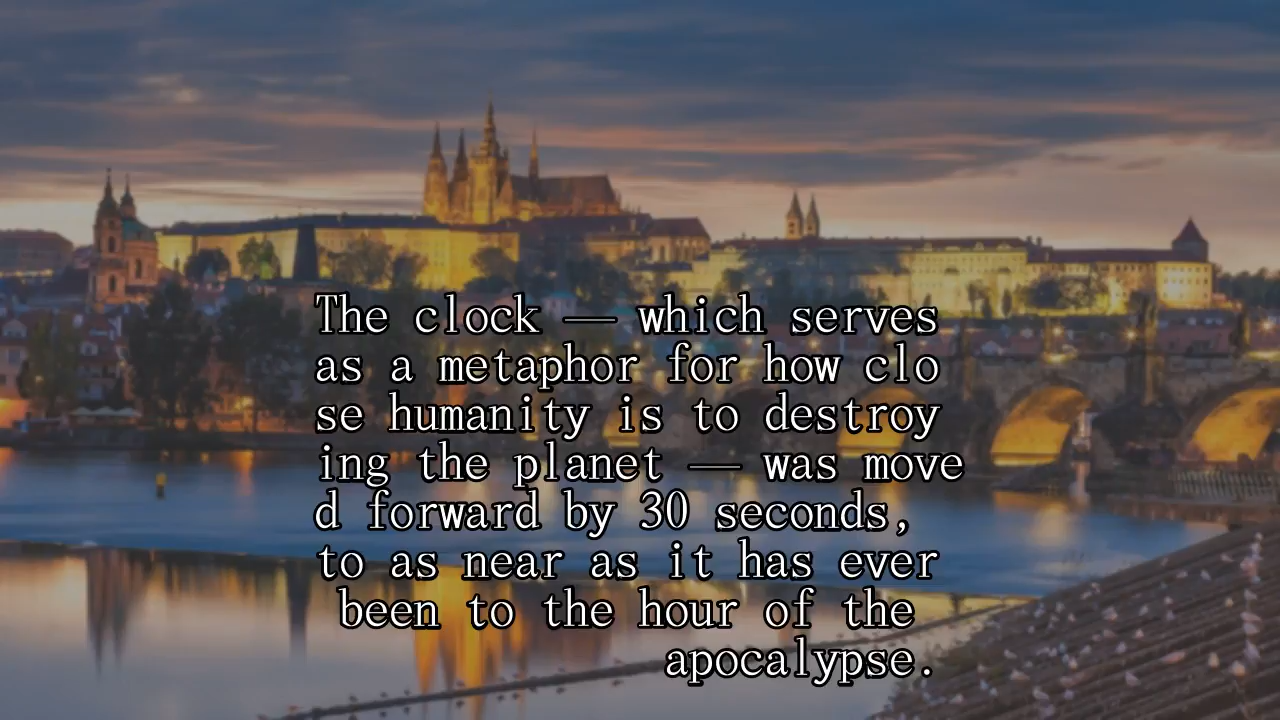 The clock — which serves
as a metaphor for how clo
se humanity is to destroy
ing the planet — was move
d forward by 30 seconds,
to as near as it has ever
been to the hour of the
apocalypse.